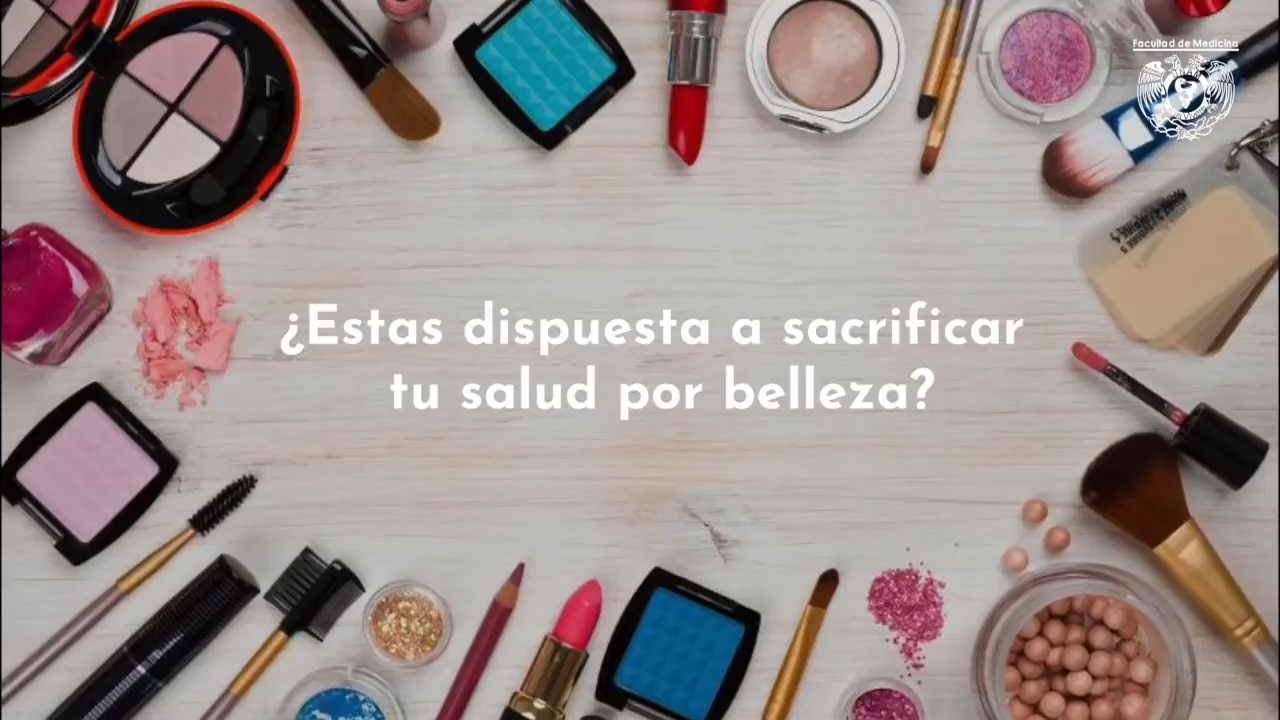 Facultad de Medicina
¿Estas dispuesta a sacrificar
tu salud por belleza?